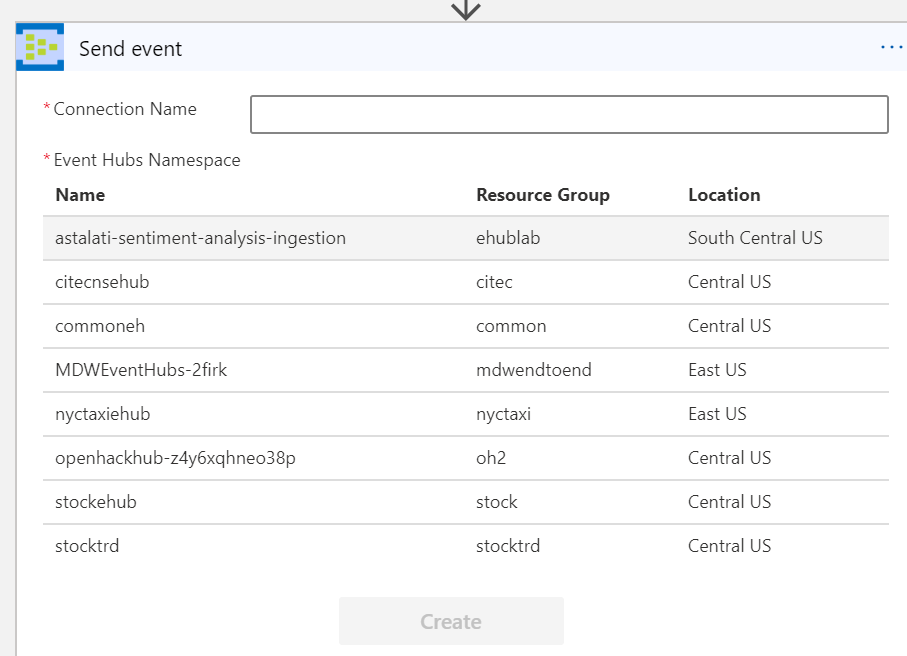 Send event
* Connection Name
* Event Hubs Namespace
Name Resource Group Location
astalati-sentiment-analysis-ingestion ehublab South Central US
citecnsehub citec Central US
commoneh common Central US
MDWEventHubs-2firk mdwendtoend East US
nyctaxiehub nyctaxi East US
openhackhub-z4y6xqhneo38p oh2 Central US
stockehub stock Central US
stocktrd stocktrd Central US
Create